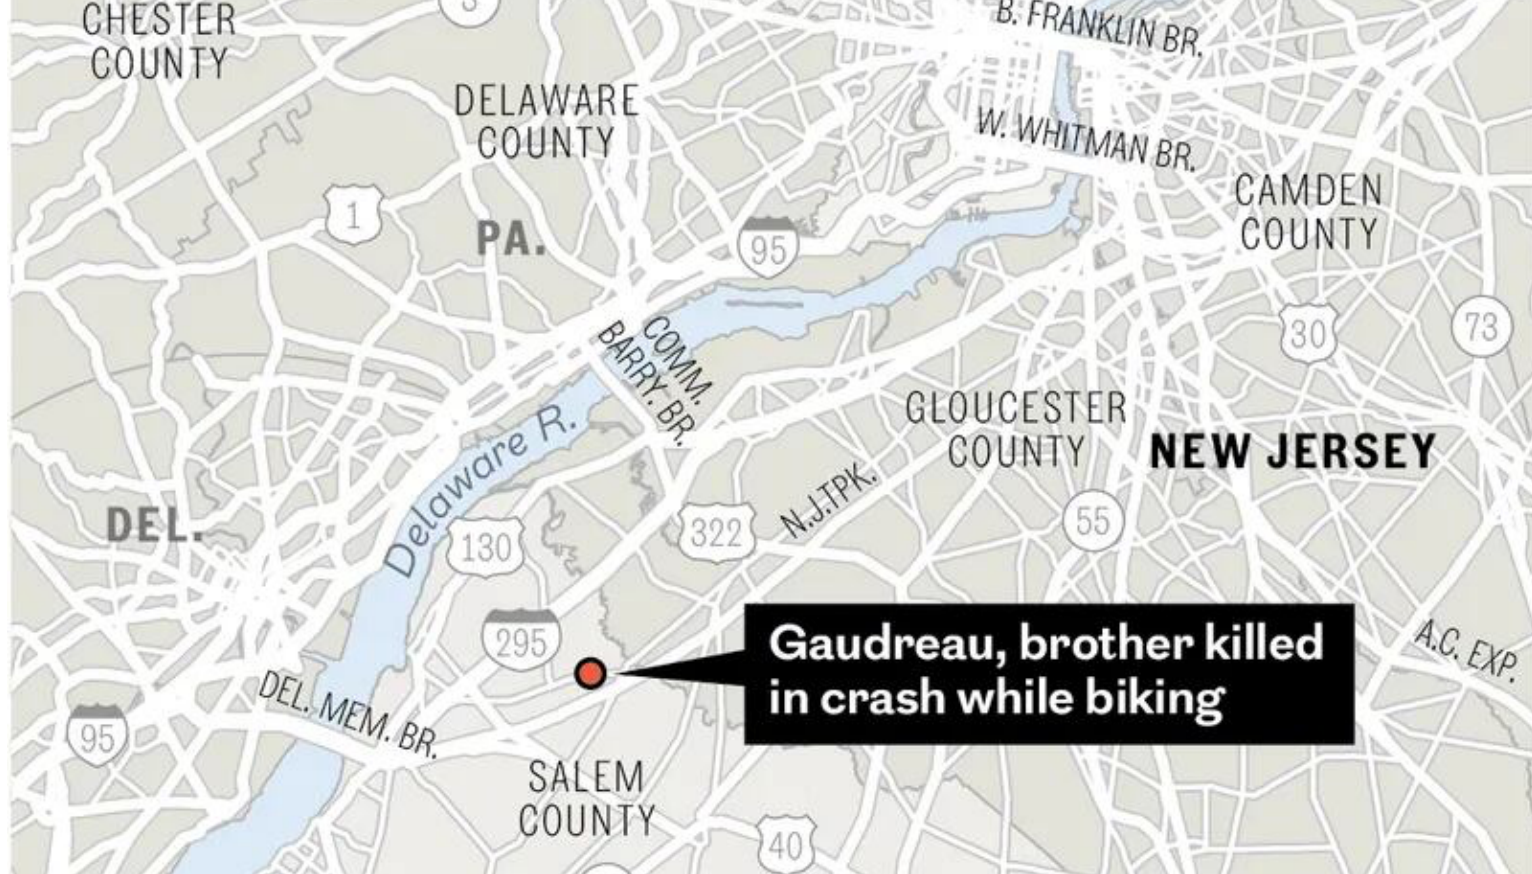 CHESTER
COUNTY
3
B. FRANKLIN BR.
DELAWARE
COUNTY
W. WHITMAN BR.
1
PA.
95
CAMDEN
COUNTY
30
73
COMM.
BARRY. BR.
Delaware R.
GLOUCESTER
COUNTY
NEW JERSEY
DEL.
130
322
N.J.TPK.
55
295
Gaudreau, brother killed
in crash while biking
A.C. EXP.
95
DEL. MEM. BR.
SALEM
COUNTY
40